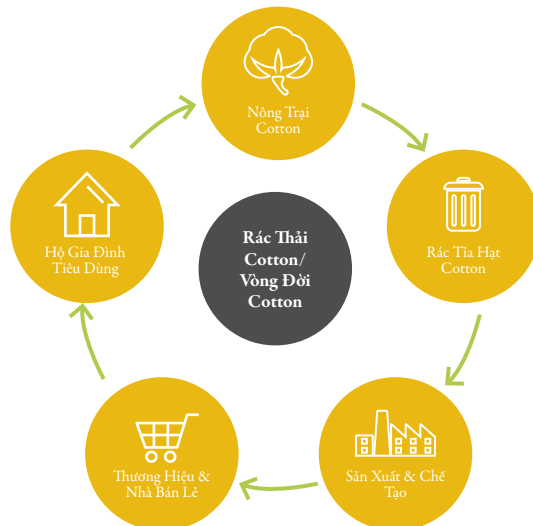 Nông Trại
Cotton
Rác Tỉa Hạt
Cotton
Sản Xuất & Chế
Tạo
Thương Hiệu &
Nhà Bán Lẻ
Hộ Gia Đình
Tiêu Dùng
Rác Thải
Cotton/
Vòng Đời
Cotton